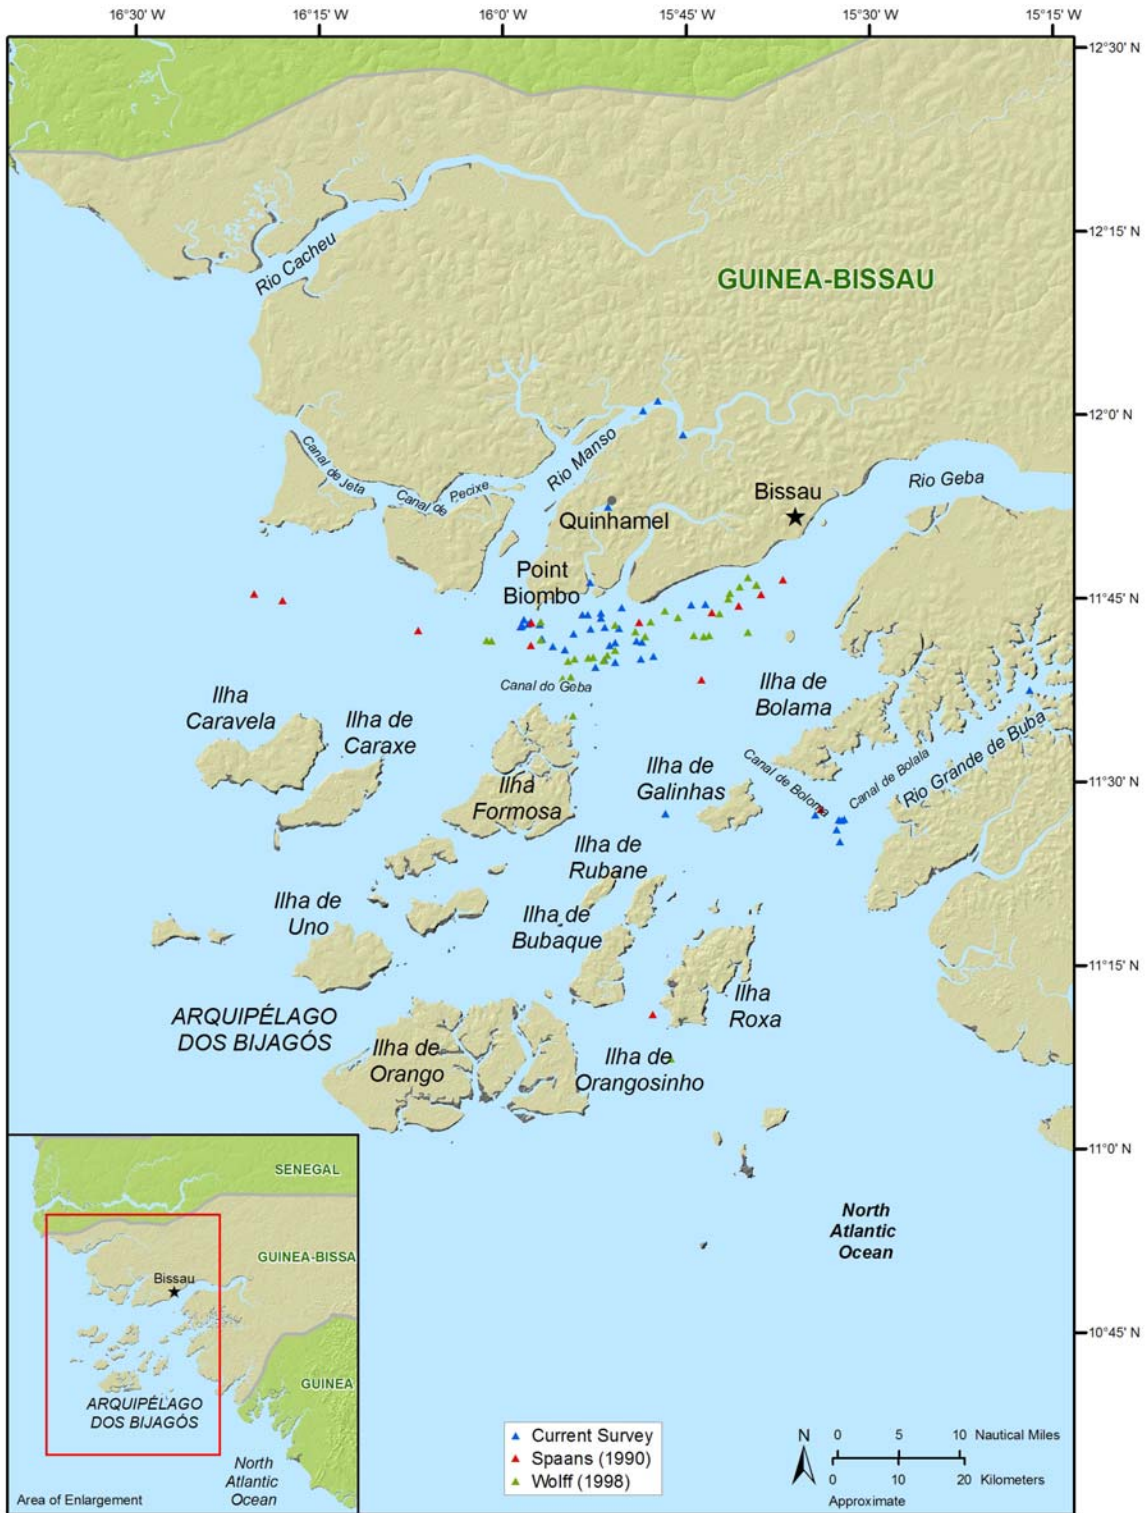 16°30' W
16°15' W
16°0' W
15°45' W
15°30' W
15°15' W
12°30' N
12°15' N
12°0' N
11°45' N
11°30' N
11°15' N
11°0' N
10°45' N
Rio Cacheu
GUINEA-BISSAU
Canal de Jeta
Canal de Pecixe
Rio Manso
Rio Geba
Bissau
Quinhamel
Point
Biombo
Canal do Geba
Ilha
Caravela
Ilha de
Caraxe
Ilha
Formosa
Ilha de
Bolama
Ilha de
Galinhas
Canal de Boloma
Canal de Bolala
Rio Grande de Buba
Ilha de
Rubane
Ilha de
Uno
Ilha de
Bubaque
Ilha
Roxa
ARQUIPÉLAGO
DOS BIJAGÓS
Ilha de
Orango
Ilha de
Orangosinho
North
Atlantic
Ocean
SENEGAL
GUINEA-BISSA
Bissau
GUINEA
ARQUIPÉLAGO
DOS BIJAGÓS
North
Atlantic
Ocean
Area of Enlargement
Current Survey
Spaans (1990)
Wolff (1998)
N
0 5 10 Nautical Miles
0 10 20 Kilometers
Approximate